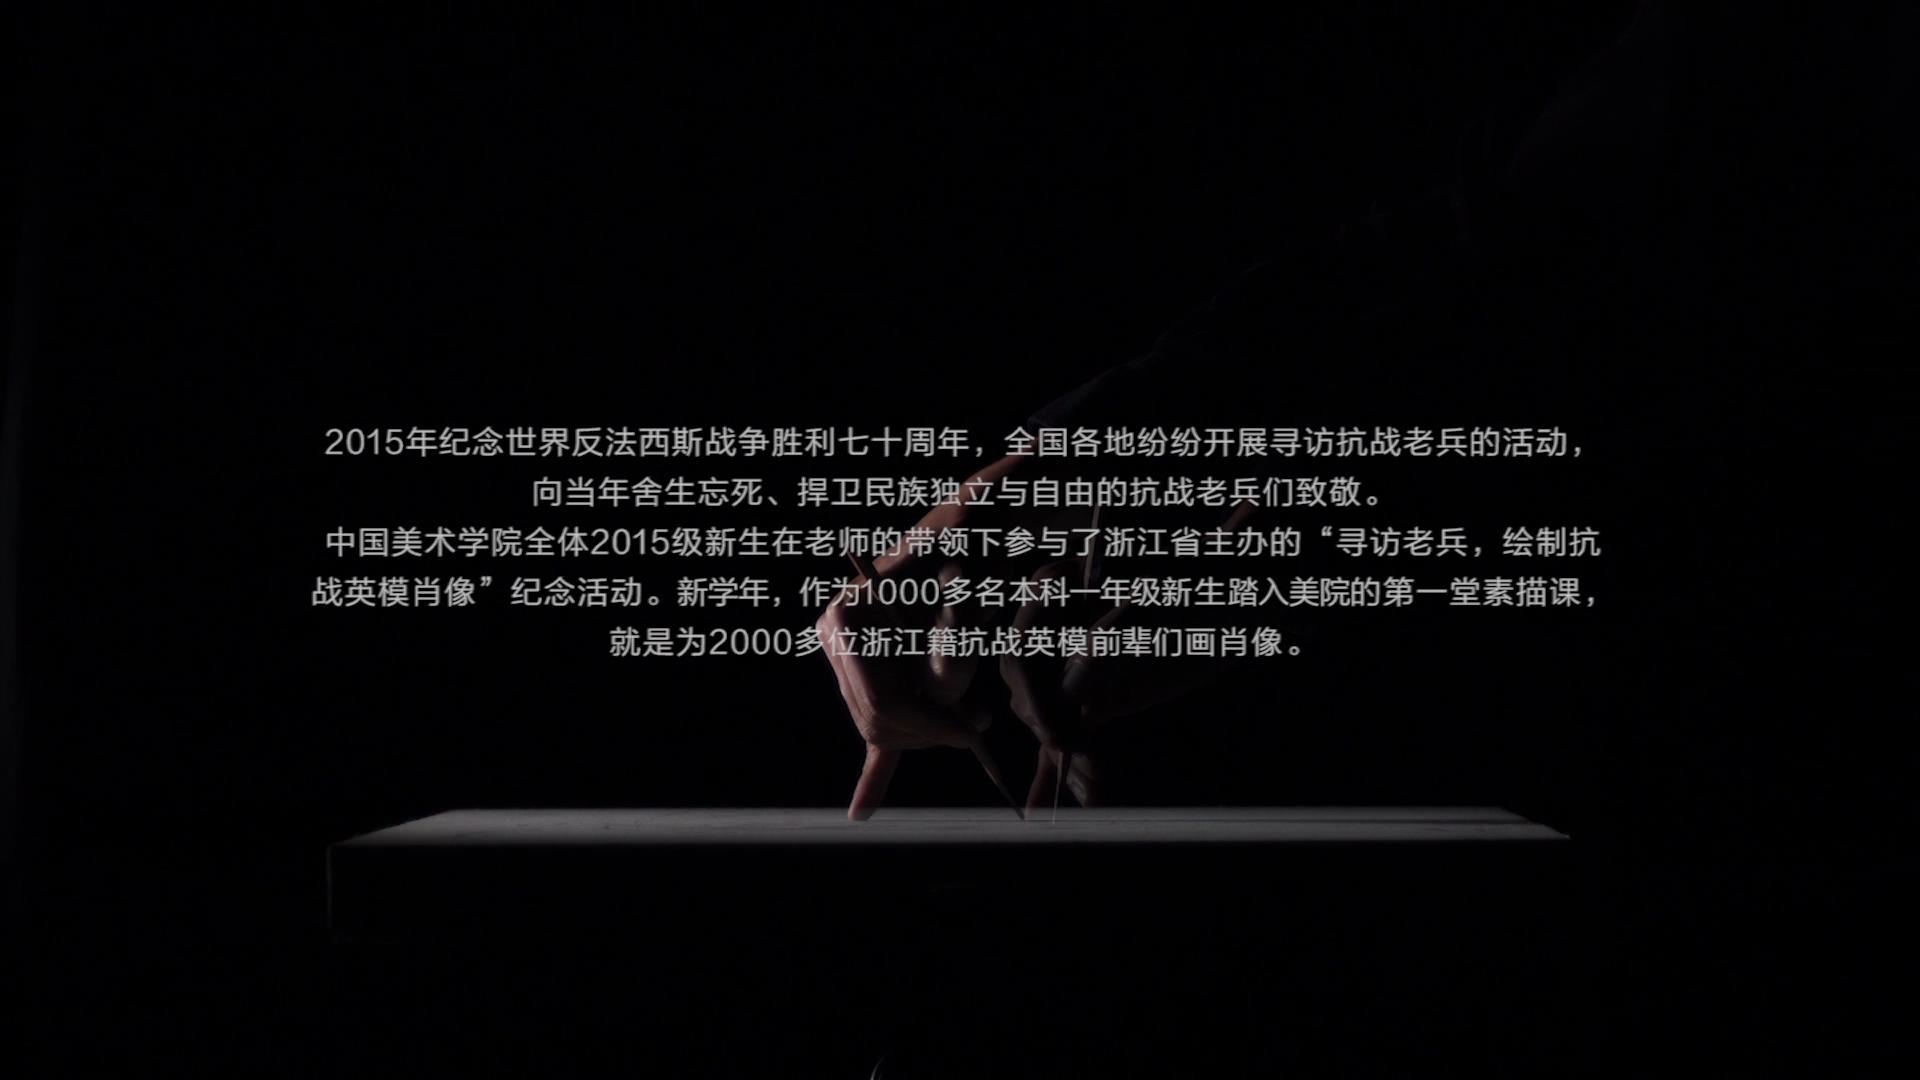 2015年纪念世界反法西斯战争胜利七十周年，全国各地纷纷开展寻访抗战老兵的活动，
向当年舍生忘死、捍卫民族独立与自由的抗战老兵们致敬。
中国美术学院全体2015级新生在老师的带领下参与了浙江省主办的“寻访老兵，绘制抗
战英模肖像”纪念活动。新学年，作为1000多名本科一年级新生踏入美院的第一堂素描课，
就是为2000多位浙江籍抗战英模前辈们画肖像。